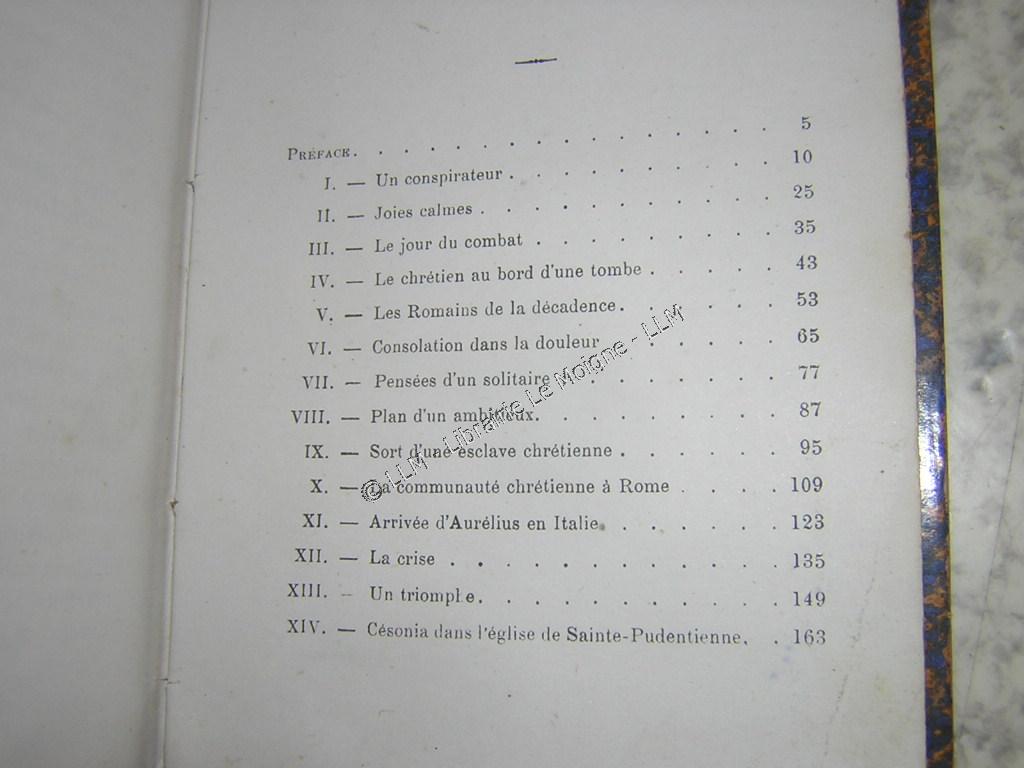 PRÉFACE. . . . . . . . . . . . . . . . . 5
I. — Un conspirateur . . . . . . . . . . . 10
II. — Joies calmes . . . . . . . . . . . . 25
III. — Le jour du combat . . . . . . . . . 35
IV. — Le chrétien au bord d'une tombe . . . . . 43
V. — Les Romains de la décadence. . . . . . . 53
VI. — Consolation dans la douleur . . . . . . 65
VII. — Pensées d'un solitaire . . . . . . . . 77
VIII. — Plan d'un ambitieux. . . . . . . . . . 87
IX. — Sort d'une esclave chrétienne . . . . . . 95
X. — La communauté chrétienne à Rome . . . . 109
XI. — Arrivée d'Aurélius en Italie. . . . . . . 123
XII. — La crise . . . . . . . . . . . . . 135
XIII. — Un triomphe. . . . . . . . . . . . 149
XIV. — Césonia dans l'église de Sainte-Pudentienne. . 163
© LLM - Librairie Le Moigne - LLM